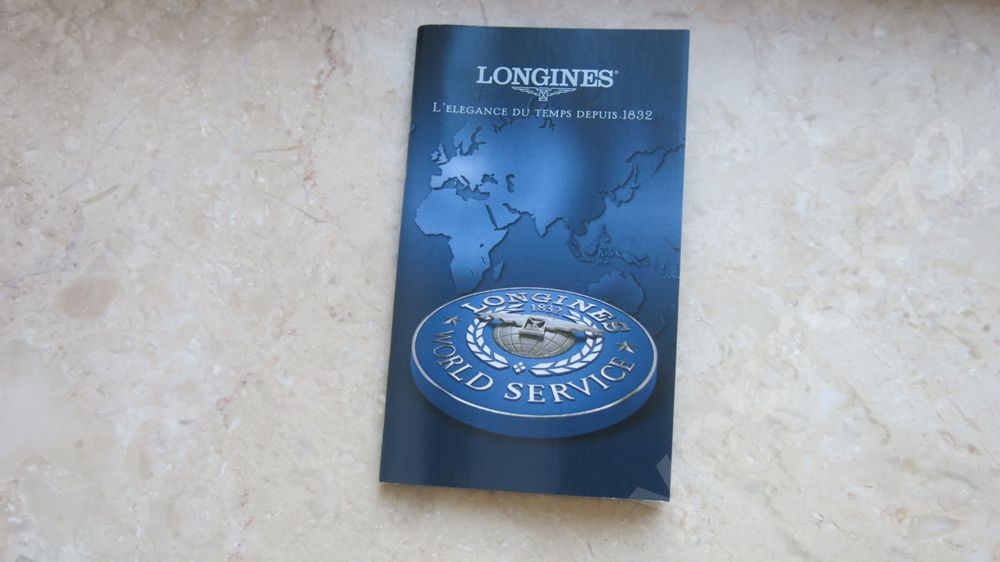 LONGINES®
L'ELEGANCE DU TEMPS DEPUIS 1832
LONGINES
1832
WORLD SERVICE